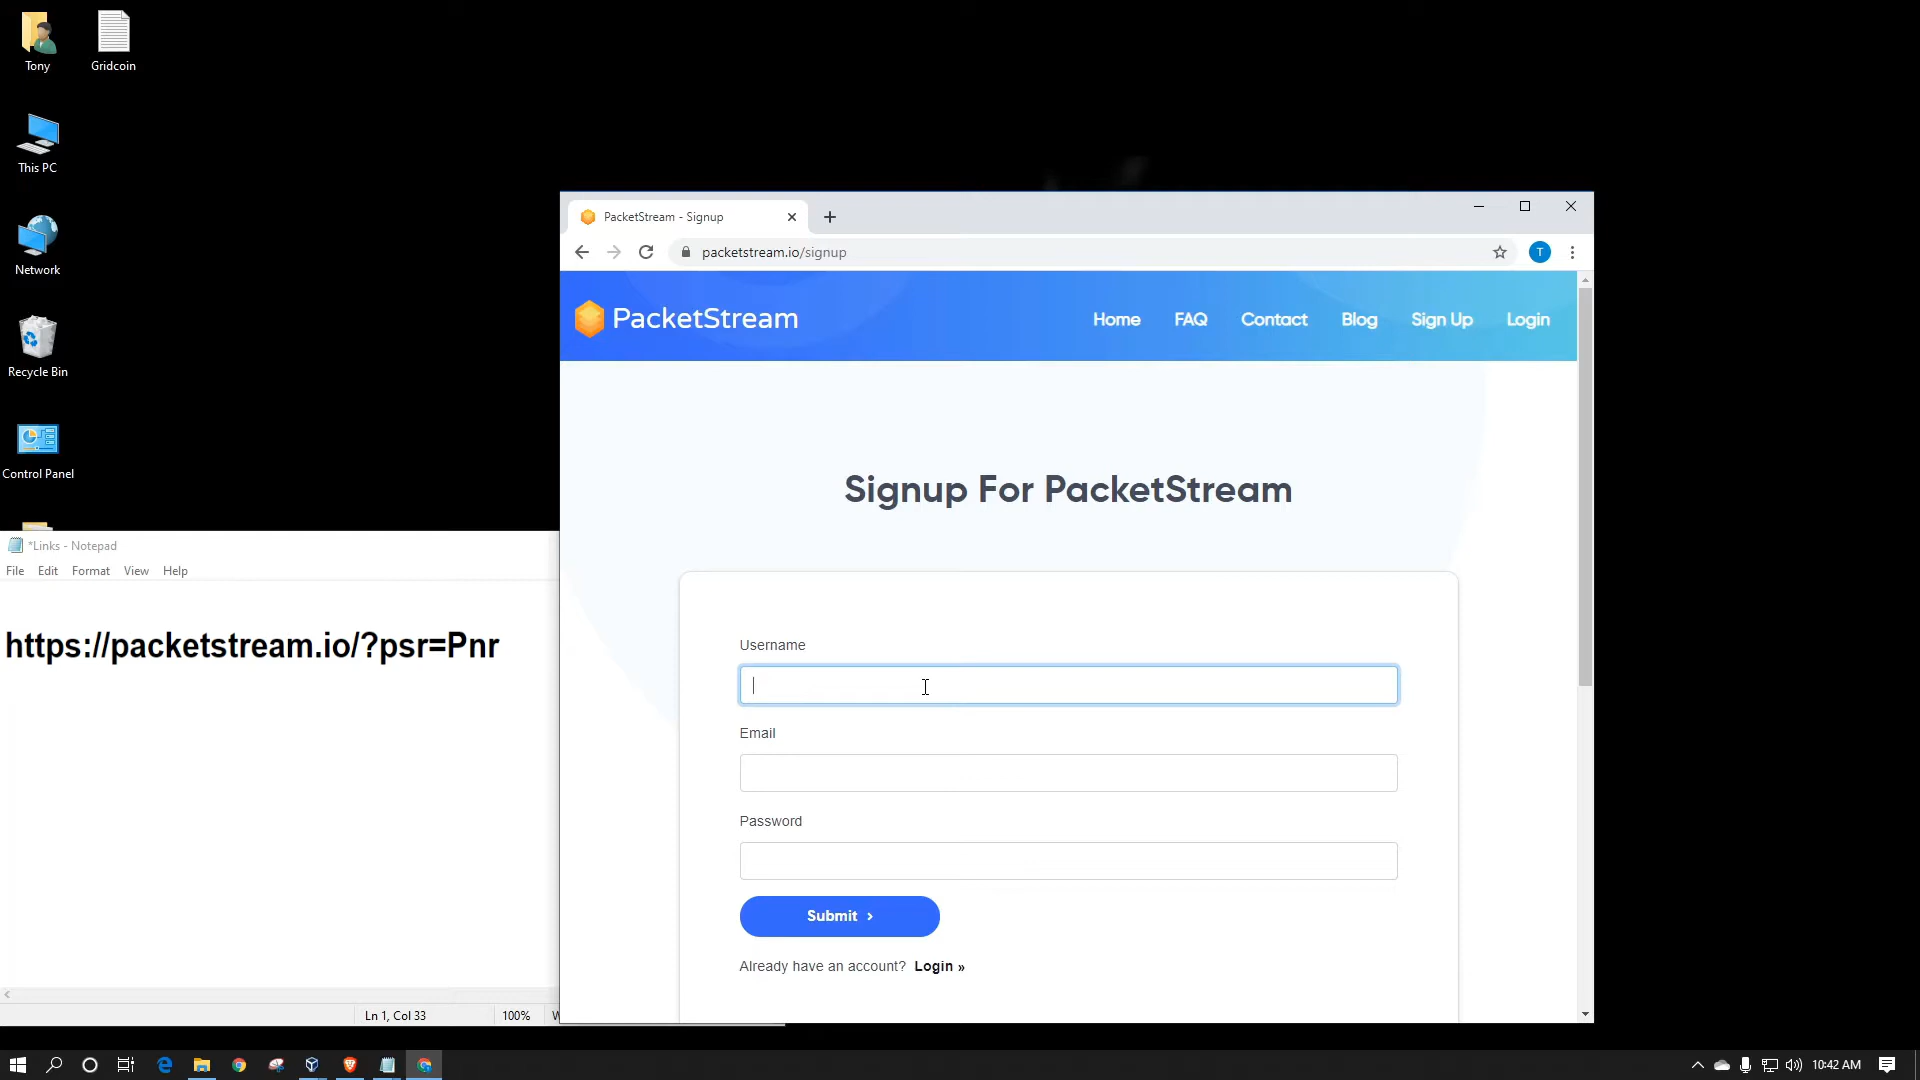 Tony
Gridcoin
This PC
Network
Recycle Bin
Control Panel
*Links - Notepad
File Edit Format View Help
https://packetstream.io/?psr=Pnr
Ln 1, Col 33
100%
W
PacketStream - Signup
packetstream.io/signup
T
PacketStream
Home FAQ Contact Blog Sign Up Login
Signup For PacketStream
Username
Email
Password
Submit ›
Already have an account? Login »
10:42 AM